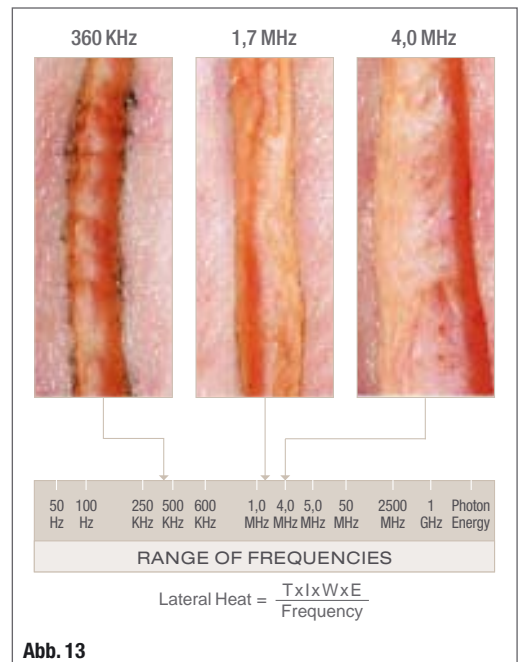 360 KHz 1,7 MHz 4,0 MHz
50 100 250 500 600 1,0 4,0 5,0 50 2500 1 Photon
Hz Hz KHz KHz KHz MHz MHz MHz MHz MHz GHz Energy
RANGE OF FREQUENCIES
Lateral Heat = TxIxWxE
Frequency
Abb. 13